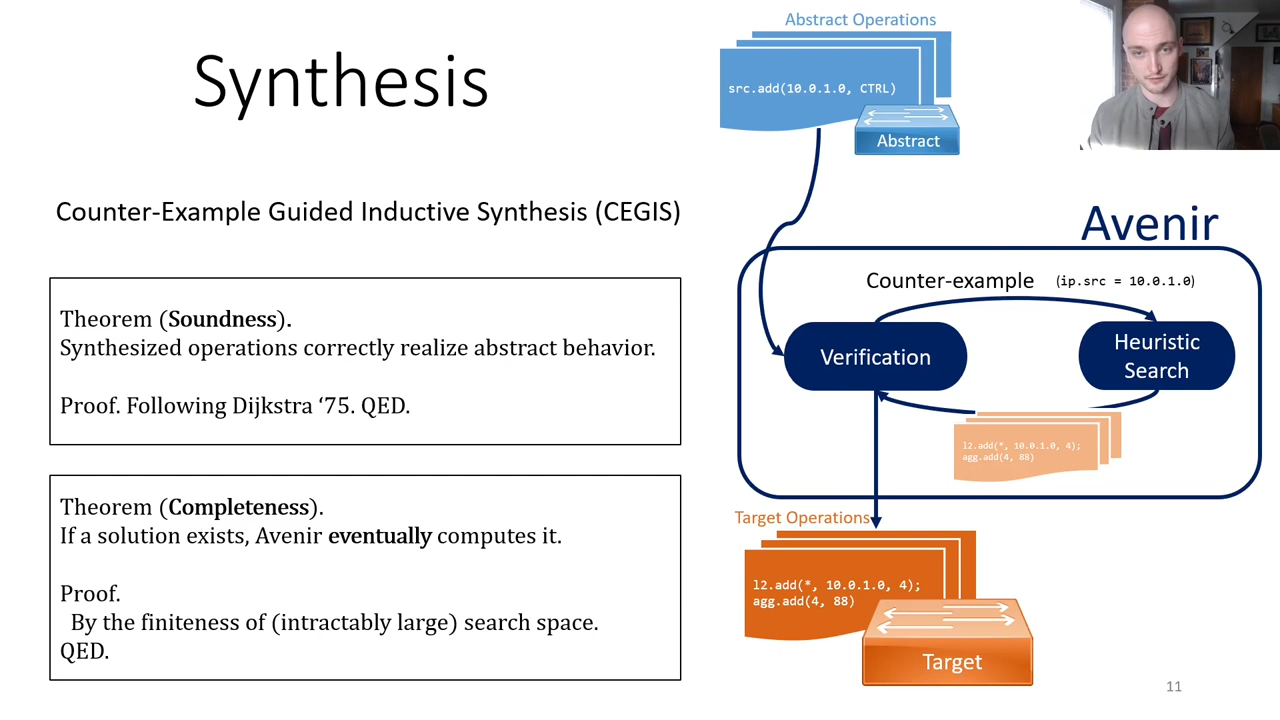 Synthesis
Counter-Example Guided Inductive Synthesis (CEGIS)
Theorem (Soundness).
Synthesized operations correctly realize abstract behavior.
Proof. Following Dijkstra ‘75. QED.
Theorem (Completeness).
If a solution exists, Avenir eventually computes it.
Proof.
By the finiteness of (intractably large) search space.
QED.
Abstract Operations
src.add(10.0.1.0, CTRL)
Abstract
Avenir
Counter-example (ip.src = 10.0.1.0)
Verification
Heuristic
Search
l2.add(*, 10.0.1.0, 4);
agg.add(4, 88)
Target Operations
l2.add(*, 10.0.1.0, 4);
agg.add(4, 88)
Target
11